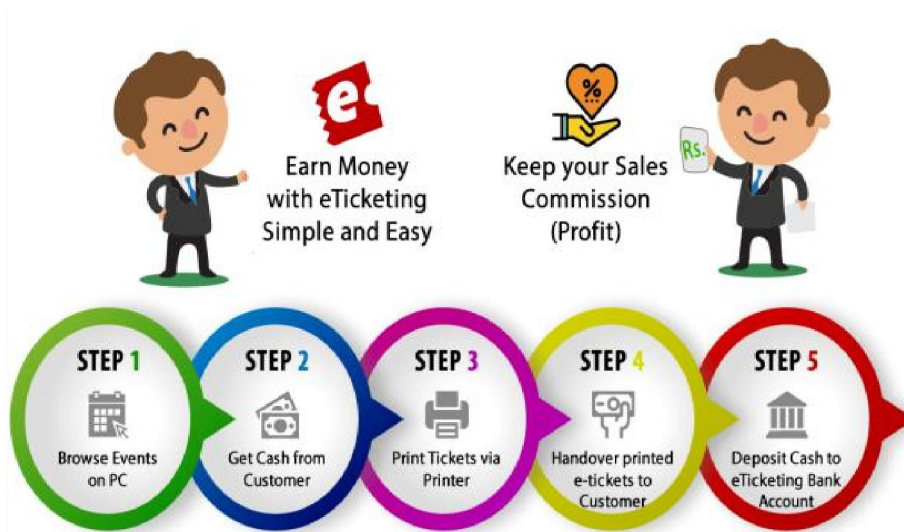 e
Earn Money
with eTicketing
Simple and Easy
%
Keep your Sales
Commission
(Profit)
Rs.
STEP 1
Browse Events
on PC
STEP 2
Get Cash from
Customer
STEP 3
Print Tickets via
Printer
STEP 4
Handover printed
e-tickets to
Customer
STEP 5
Deposit Cash to
eTicketing Bank
Account